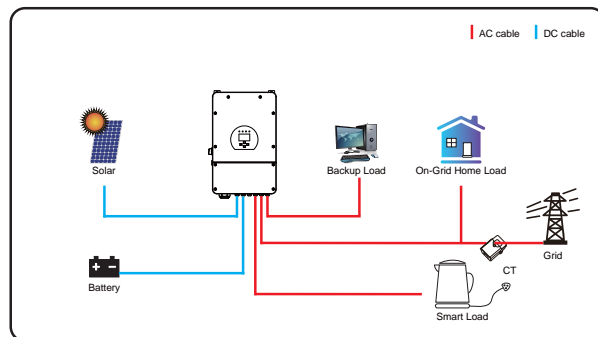 AC cable DC cable
Solar
Backup Load
On-Grid Home Load
Battery
CT
Grid
Smart Load